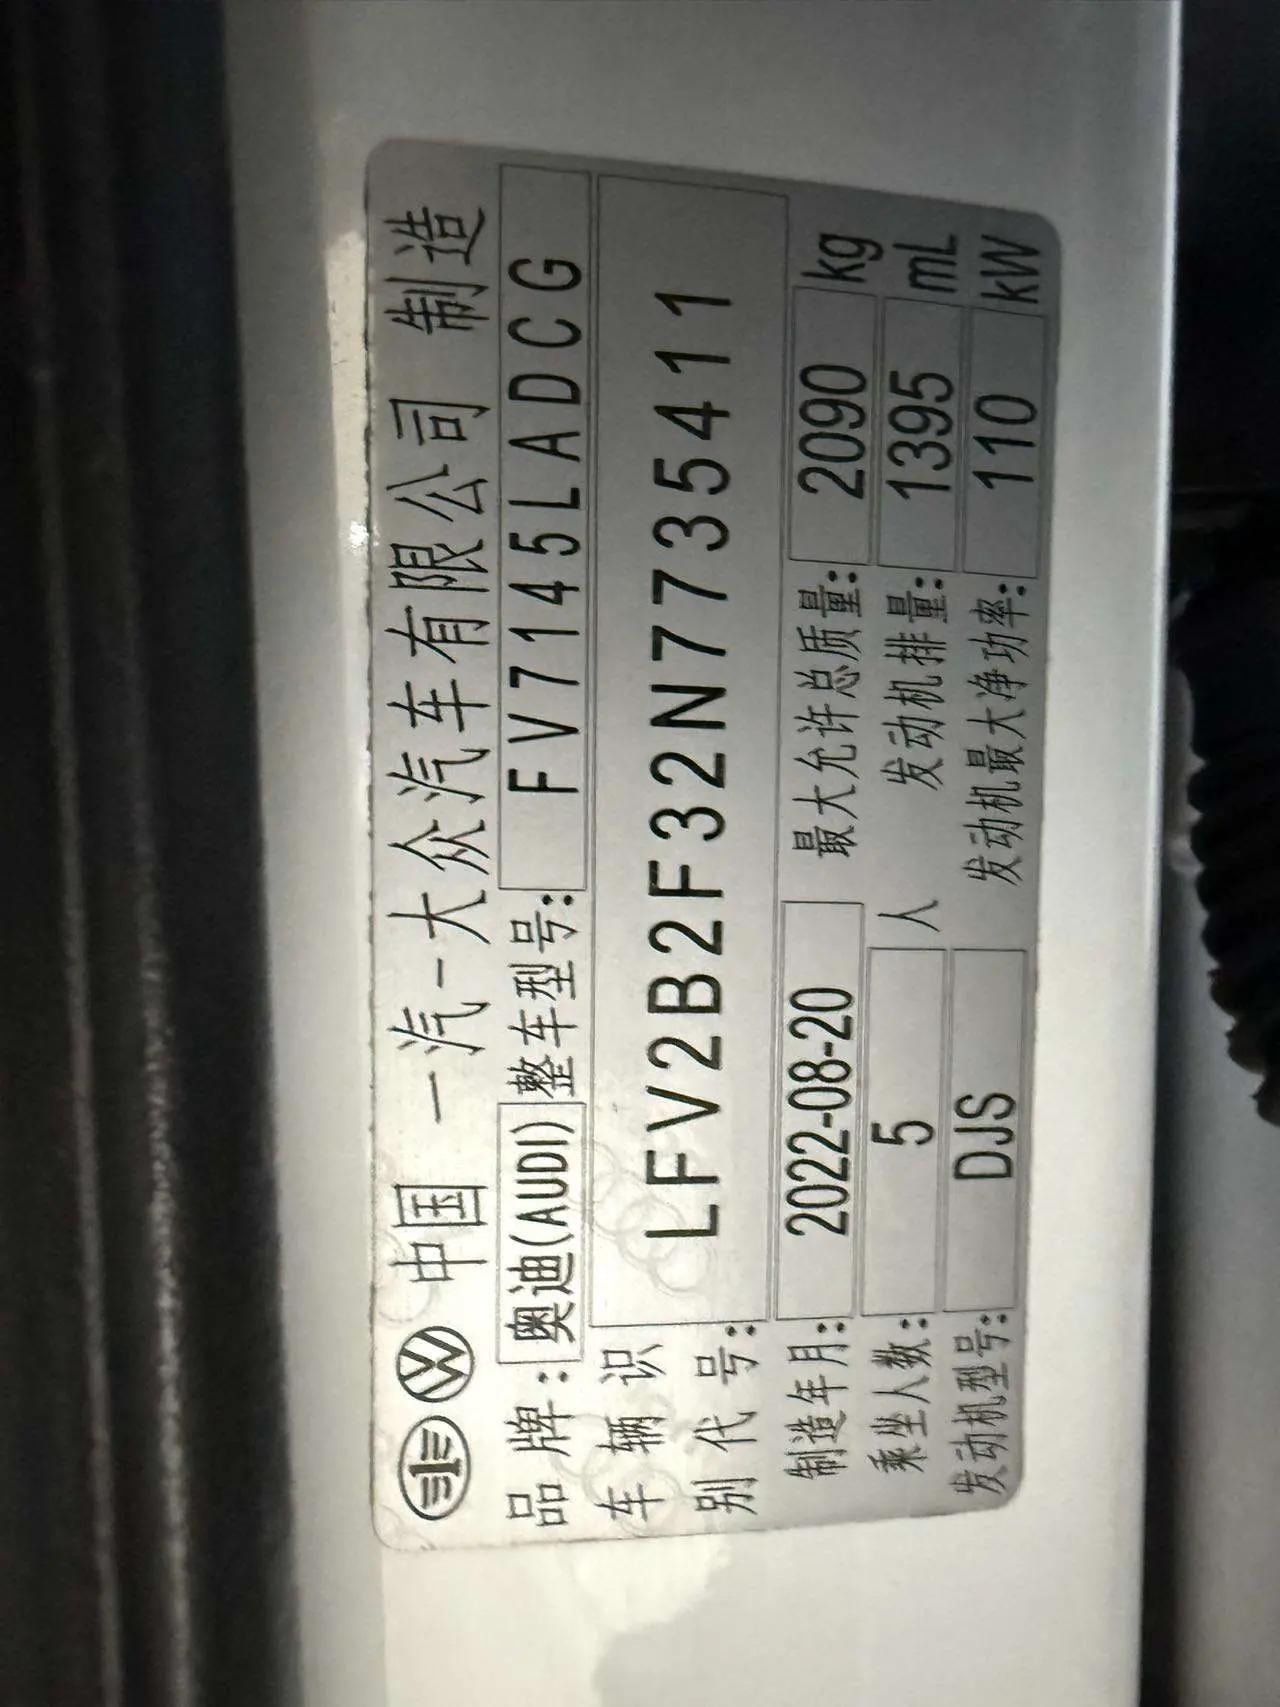 中国 一汽-大众汽车有限公司 制造
品牌:奥迪(AUDI) 整车型号:FV7145LADCG
车辆识别代号:LFV2B2F32N7735411
制造年月:2022-08-20 最大允许总质量:2090 kg
乘坐人数:5 人 发动机排量:1395 mL
发动机型号:DJS 发动机最大净功率:110 kW